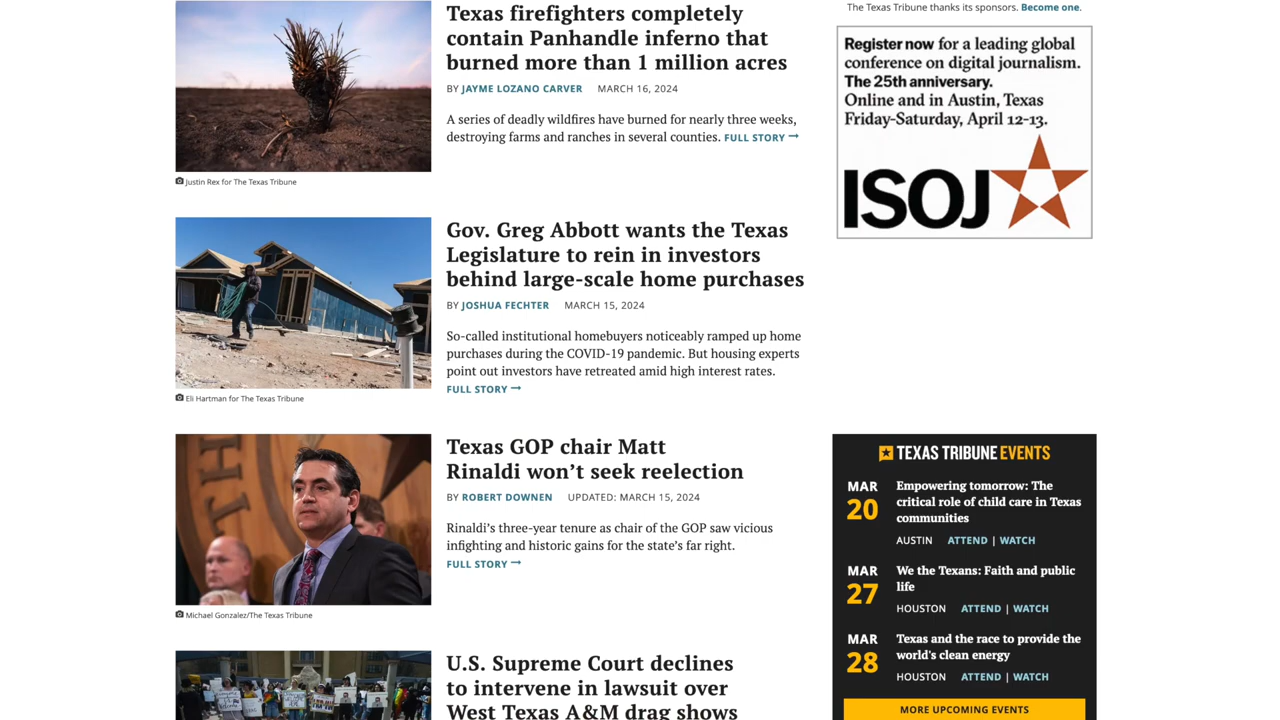 Texas firefighters completely
contain Panhandle inferno that
burned more than 1 million acres
BY JAYME LOZANO CARVER MARCH 16, 2024
A series of deadly wildfires have burned for nearly three weeks,
destroying farms and ranches in several counties. FULL STORY →
Justin Rex for The Texas Tribune
Gov. Greg Abbott wants the Texas
Legislature to rein in investors
behind large-scale home purchases
BY JOSHUA FECHTER MARCH 15, 2024
So-called institutional homebuyers noticeably ramped up home
purchases during the COVID-19 pandemic. But housing experts
point out investors have retreated amid high interest rates.
FULL STORY →
Eli Hartman for The Texas Tribune
Texas GOP chair Matt
Rinaldi won’t seek reelection
BY ROBERT DOWNEN UPDATED: MARCH 15, 2024
Rinaldi’s three-year tenure as chair of the GOP saw vicious
infighting and historic gains for the state’s far right.
FULL STORY →
Michael Gonzalez/The Texas Tribune
U.S. Supreme Court declines
to intervene in lawsuit over
West Texas A&M drag shows
The Texas Tribune thanks its sponsors. Become one.
Register now for a leading global
conference on digital journalism.
The 25th anniversary.
Online and in Austin, Texas
Friday-Saturday, April 12-13.
ISOJ
TEXAS TRIBUNE EVENTS
MAR
20
Empowering tomorrow: The
critical role of child care in Texas
communities
AUSTIN ATTEND | WATCH
MAR
27
We the Texans: Faith and public
life
HOUSTON ATTEND | WATCH
MAR
28
Texas and the race to provide the
world's clean energy
HOUSTON ATTEND | WATCH
MORE UPCOMING EVENTS